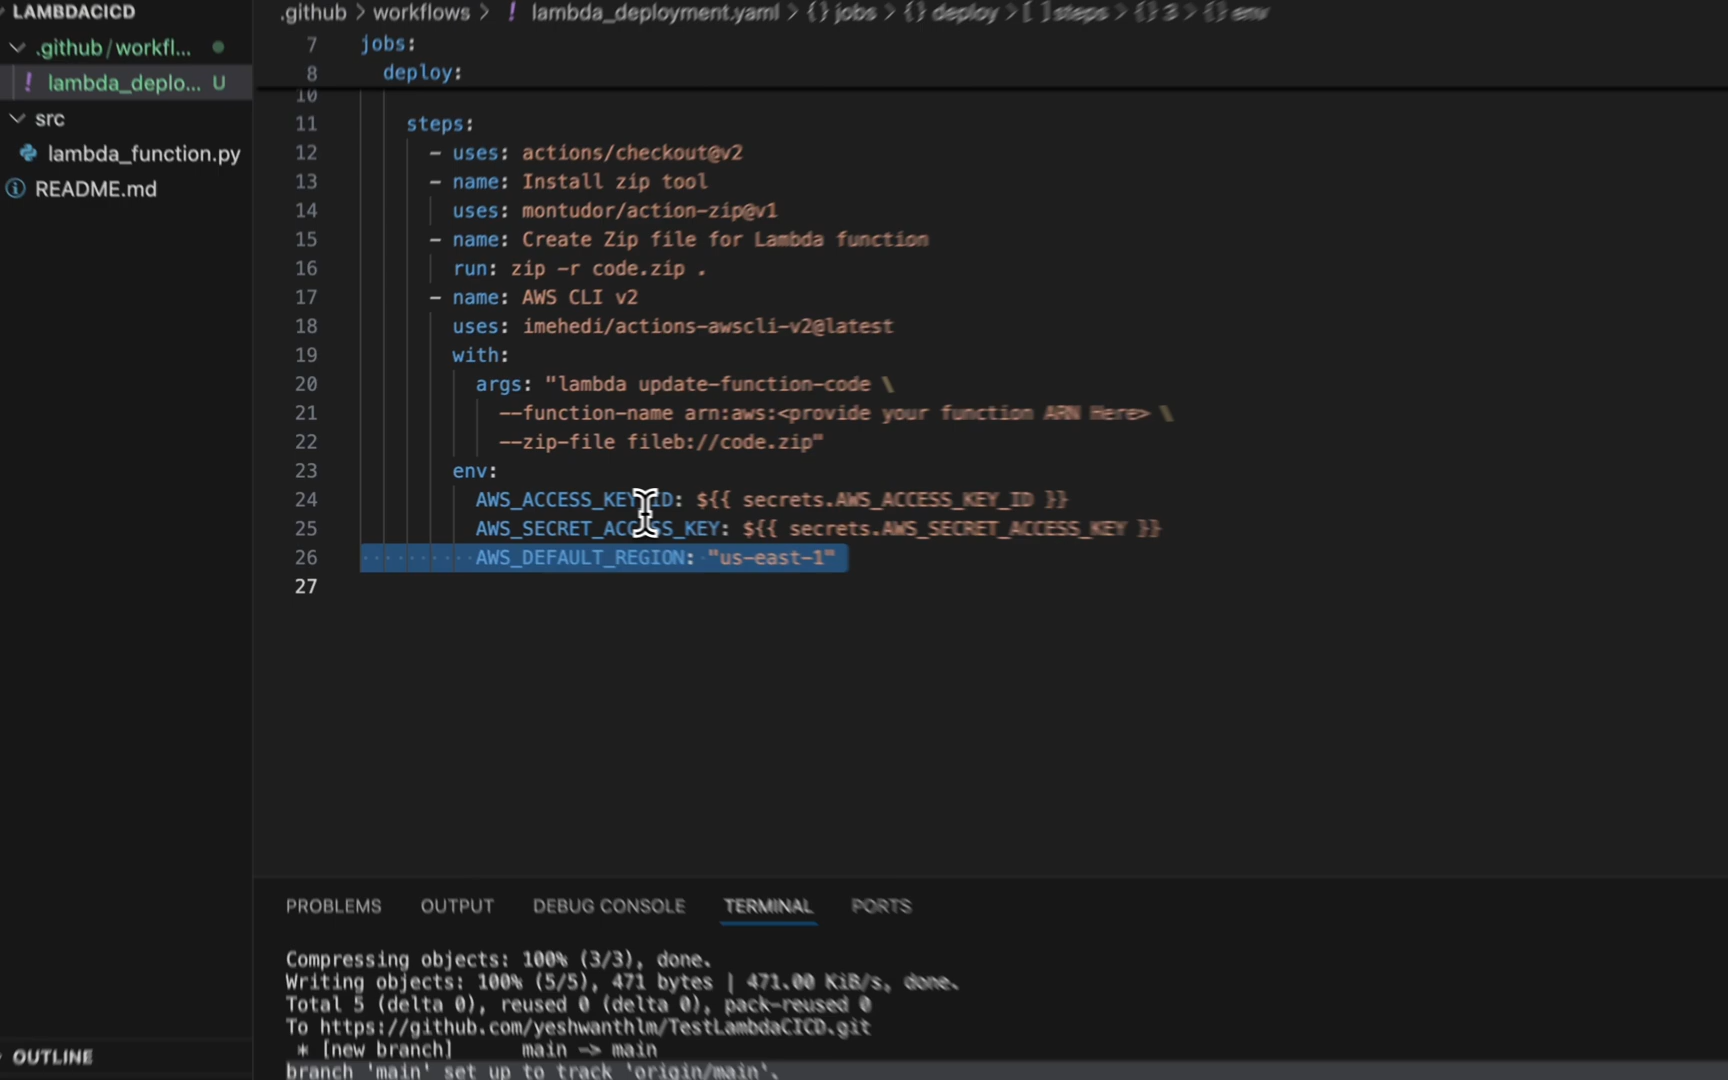 LAMBDACICD
.github/workfl...
! lambda_deplo... U
src
lambda_function.py
README.md
OUTLINE
.github > workflows > ! lambda_deployment.yaml > {} jobs > {} deploy > [ ] steps > {} 3 > {} env
7 jobs:
8 deploy:
10
11 steps:
12 - uses: actions/checkout@v2
13 - name: Install zip tool
14 uses: montudor/action-zip@v1
15 - name: Create Zip file for Lambda function
16 run: zip -r code.zip .
17 - name: AWS CLI v2
18 uses: imehedi/actions-awscli-v2@latest
19 with:
20 args: "lambda update-function-code \
21 --function-name arn:aws:<provide your function ARN Here> \
22 --zip-file fileb://code.zip"
23 env:
24 AWS_ACCESS_KEY_ID: ${{ secrets.AWS_ACCESS_KEY_ID }}
25 AWS_SECRET_ACCESS_KEY: ${{ secrets.AWS_SECRET_ACCESS_KEY }}
26 AWS_DEFAULT_REGION: "us-east-1"
27
PROBLEMS OUTPUT DEBUG CONSOLE TERMINAL PORTS
Compressing objects: 100% (3/3), done.
Writing objects: 100% (5/5), 471 bytes | 471.00 KiB/s, done.
Total 5 (delta 0), reused 0 (delta 0), pack-reused 0
To https://github.com/yeshwanthlm/TestLambdaCICD.git
* [new branch] main -> main
branch 'main' set up to track 'origin/main'.